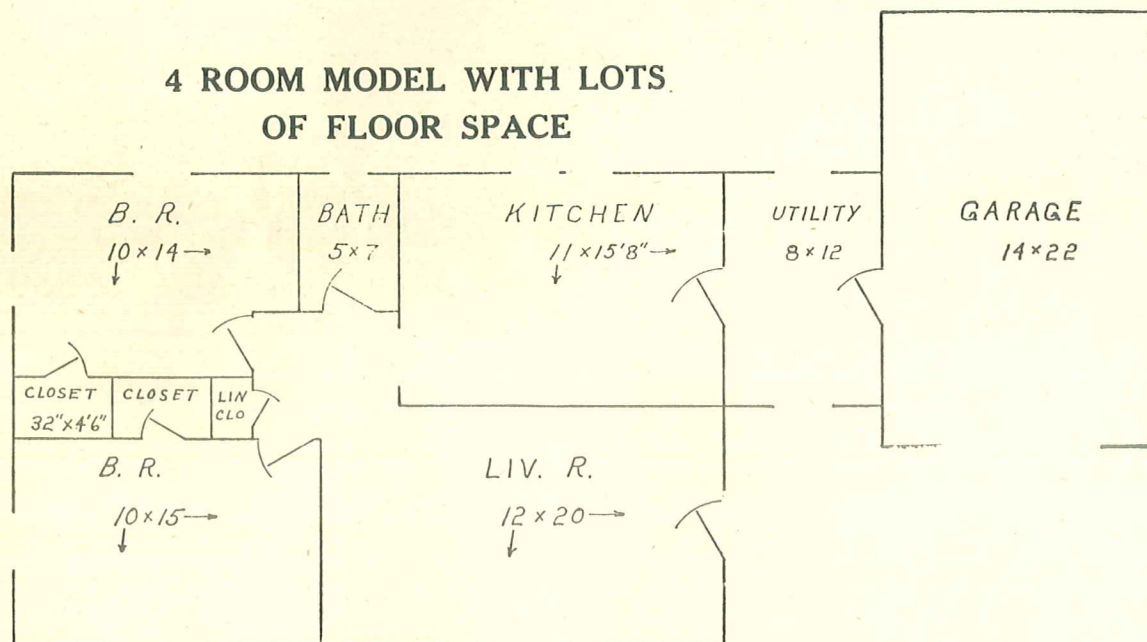 4 ROOM MODEL WITH LOTS
OF FLOOR SPACE
B. R.
10 x 14
BATH
5 x 7
KITCHEN
11 x 15'8"
UTILITY
8 x 12
GARAGE
14 x 22
CLOSET
32" x 4'6"
CLOSET
LIN
CLO
B. R.
10 x 15
LIV. R.
12 x 20